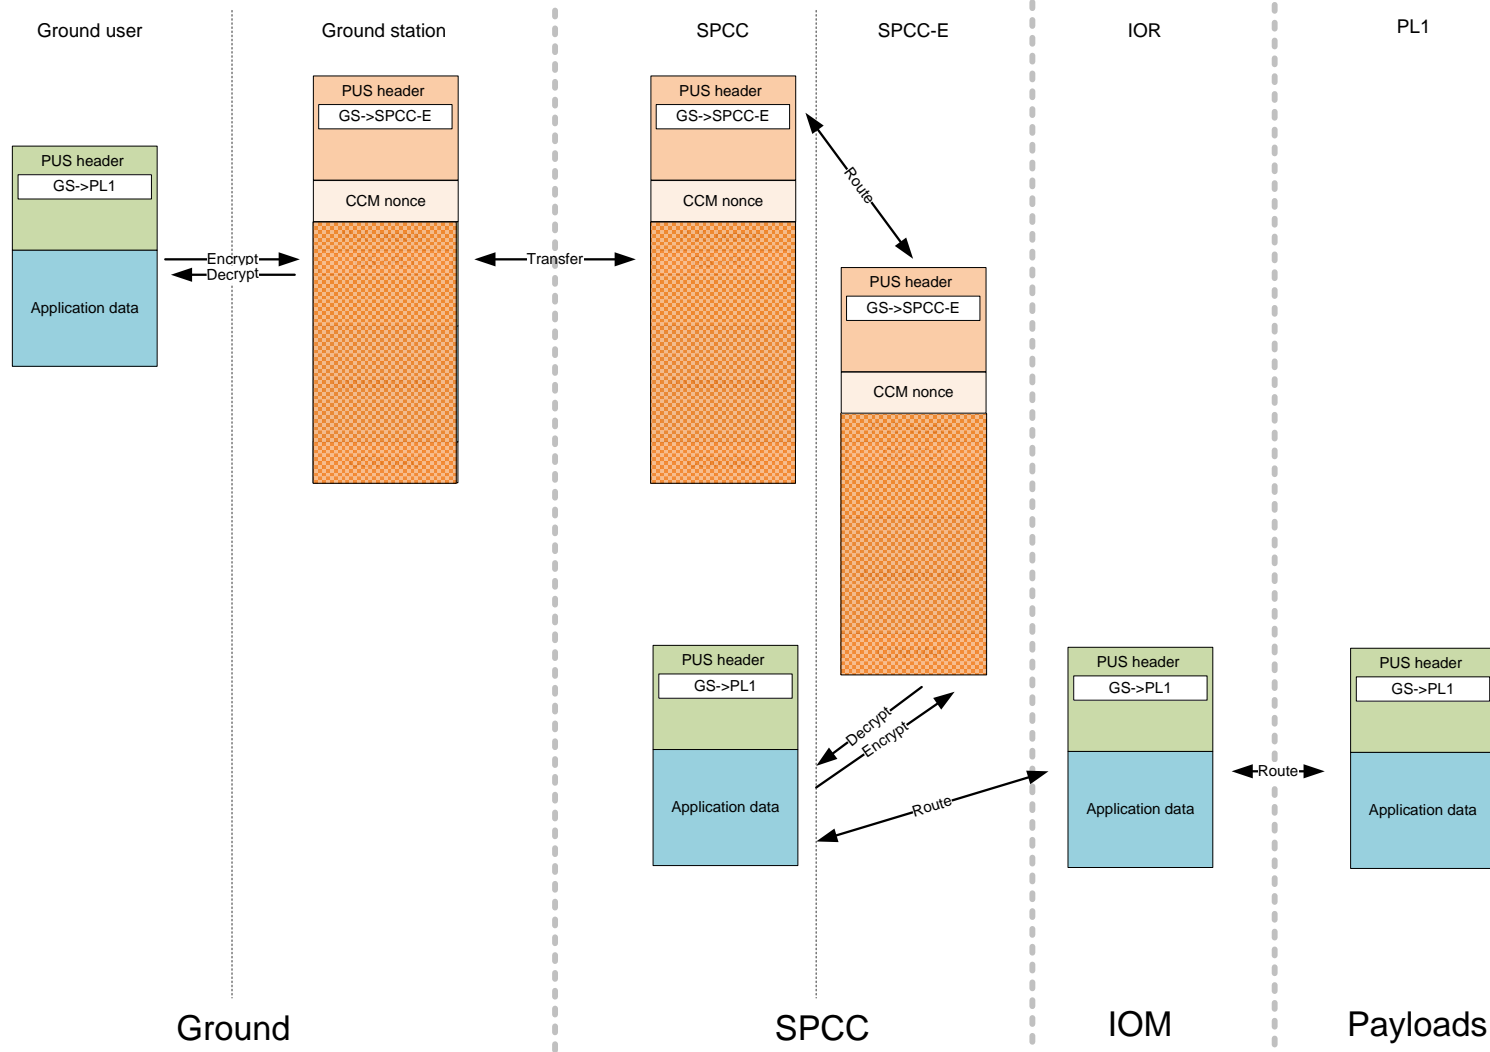 Ground user
Ground station
SPCC
SPCC-E
IOR
PL1
PUS header
GS->PL1
Application data
Encrypt
Decrypt
PUS header
GS->SPCC-E
CCM nonce
Transfer
PUS header
GS->SPCC-E
CCM nonce
Route
PUS header
GS->SPCC-E
CCM nonce
Decrypt
Encrypt
PUS header
GS->PL1
Application data
Route
PUS header
GS->PL1
Application data
Route
PUS header
GS->PL1
Application data
Ground
SPCC
IOM
Payloads